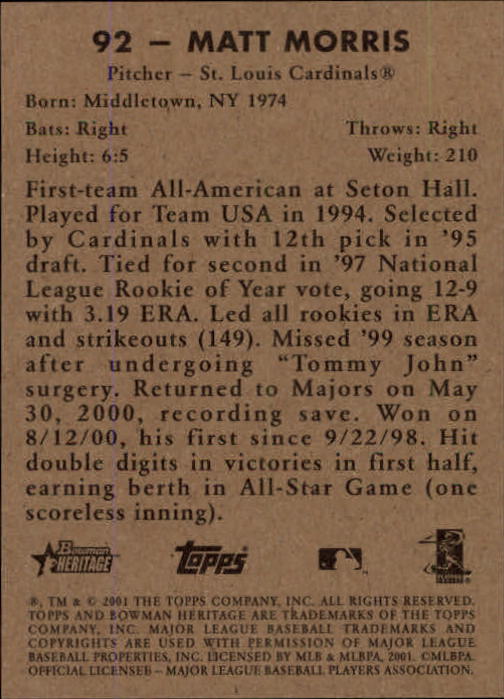 92 – MATT MORRIS
Pitcher – St. Louis Cardinals®
Born: Middletown, NY 1974
Bats: Right Throws: Right
Height: 6:5 Weight: 210
First-team All-American at Seton Hall.
Played for Team USA in 1994. Selected
by Cardinals with 12th pick in '95
draft. Tied for second in '97 National
League Rookie of Year vote, going 12-9
with 3.19 ERA. Led all rookies in ERA
and strikeouts (149). Missed '99 season
after undergoing "Tommy John"
surgery. Returned to Majors on May
30, 2000, recording save. Won on
8/12/00, his first since 9/22/98. Hit
double digits in victories in first half,
earning berth in All-Star Game (one
scoreless inning).
Bowman
HERITAGE
topps
®, TM & © 2001 THE TOPPS COMPANY, INC. ALL RIGHTS RESERVED.
TOPPS AND BOWMAN HERITAGE ARE TRADEMARKS OF THE TOPPS
COMPANY, INC. MAJOR LEAGUE BASEBALL TRADEMARKS AND
COPYRIGHTS ARE USED WITH PERMISSION OF MAJOR LEAGUE
BASEBALL PROPERTIES, INC. LICENSED BY MLB & MLBPA, 2001. ©MLBPA.
OFFICIAL LICENSEE – MAJOR LEAGUE BASEBALL PLAYERS ASSOCIATION.